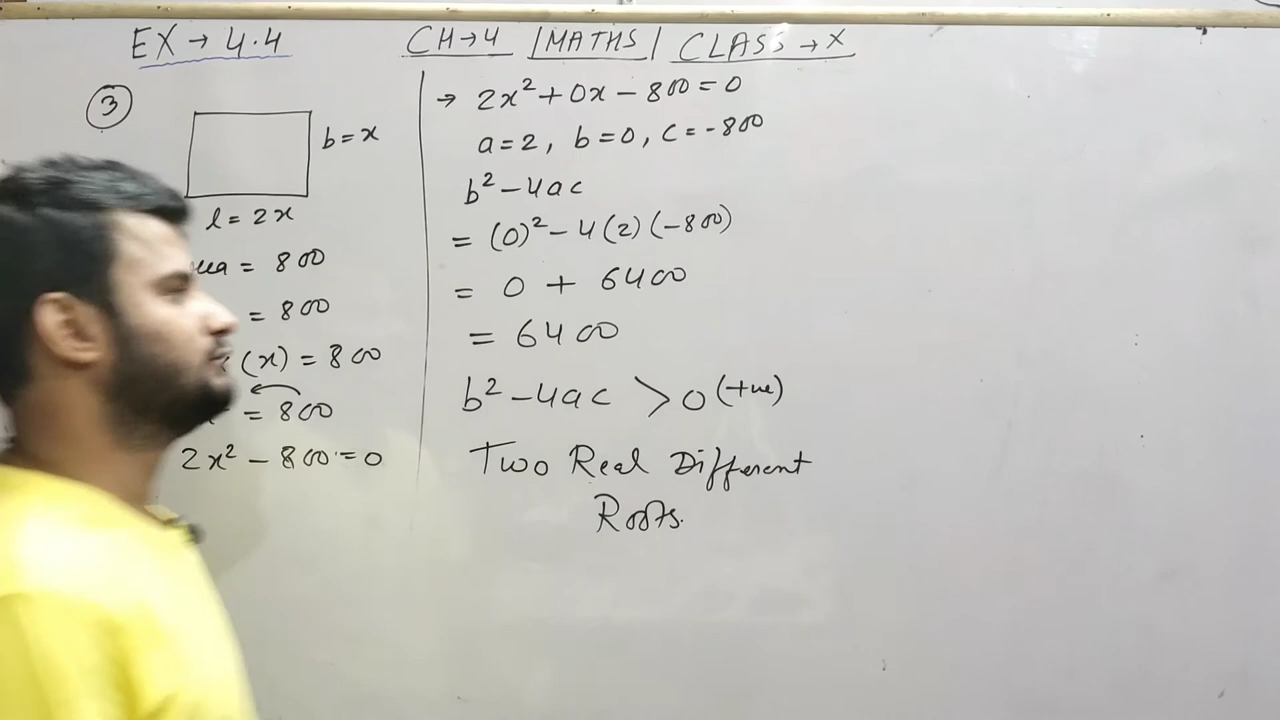 EX → 4.4
CH→4 |MATHS| CLASS → X
3
b = x
l = 2x
= 800
= 800
(x) = 800
= 800
2x² - 800 = 0
→ 2x² + 0x - 800 = 0
a = 2, b = 0, c = -800
b² - 4ac
= (0)² - 4(2)(-800)
= 0 + 6400
= 6400
b² - 4ac > 0 (+ve)
Two Real Different
Roots.